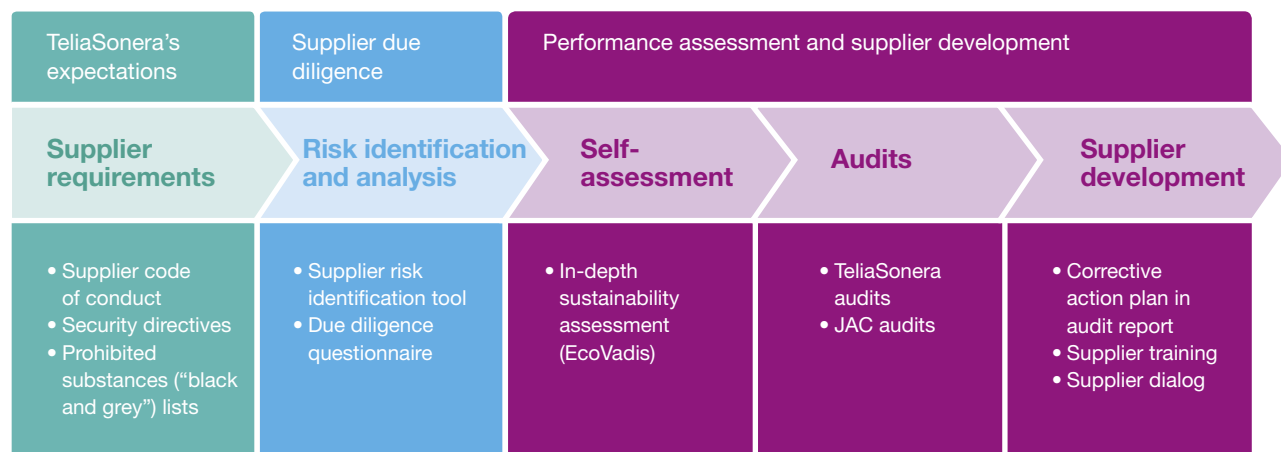 TeliaSonera’s
expectations
Supplier due
diligence
Performance assessment and supplier development
Supplier
requirements
Risk identification
and analysis
Self-
assessment
Audits
Supplier
development
• Supplier code
of conduct
• Security directives
• Prohibited
substances (“black
and grey”) lists
• Supplier risk
identification tool
• Due diligence
questionnaire
• In-depth
sustainability
assessment
(EcoVadis)
• TeliaSonera
audits
• JAC audits
• Corrective
action plan in
audit report
• Supplier training
• Supplier dialog